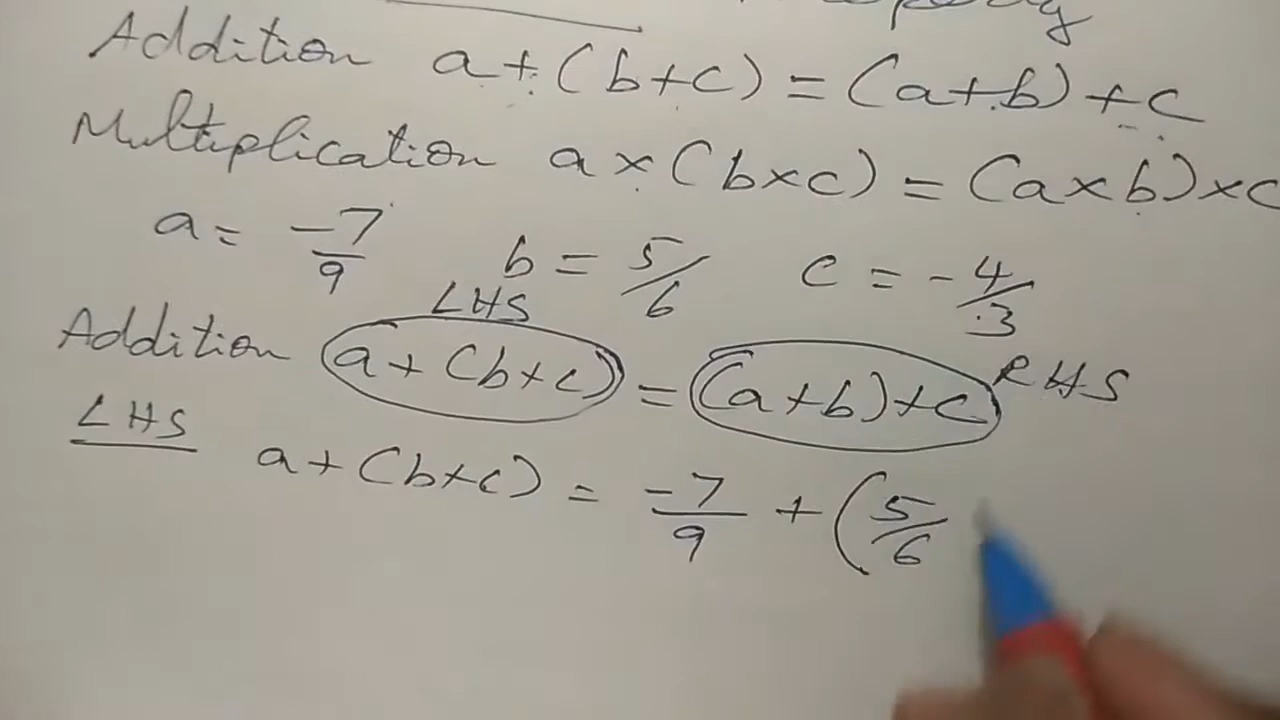 Addition a + (b + c) = (a + b) + c
Multiplication a × (b × c) = (a × b) × c
a = -7/9 b = 5/6 c = -4/3
LHS
Addition a + (b + c) = (a + b) + c RHS
LHS a + (b + c) = -7/9 + (5/6